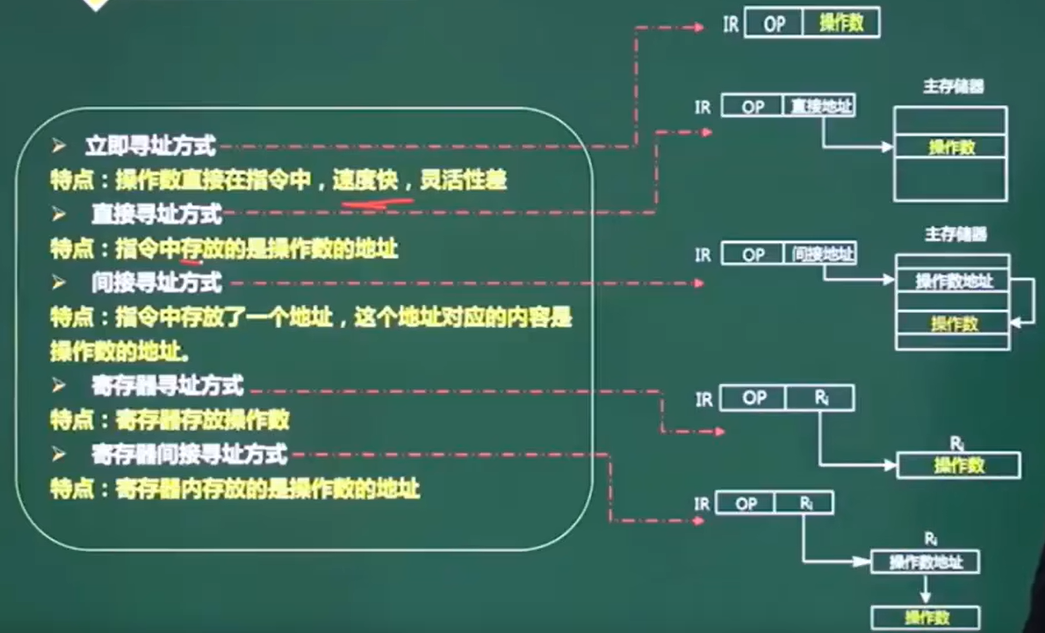 立即寻址方式
特点：操作数直接在指令中，速度快，灵活性差
直接寻址方式
特点：指令中存放的是操作数的地址
间接寻址方式
特点：指令中存放了一个地址，这个地址对应的内容是
操作数的地址。
寄存器寻址方式
特点：寄存器存放操作数
寄存器间接寻址方式
特点：寄存器内存放的是操作数的地址
IR OP 操作数
主存储器
IR OP 直接地址
操作数
主存储器
IR OP 间接地址
操作数地址
操作数
IR OP Ri
Ri
操作数
IR OP Ri
Ri
操作数地址
操作数